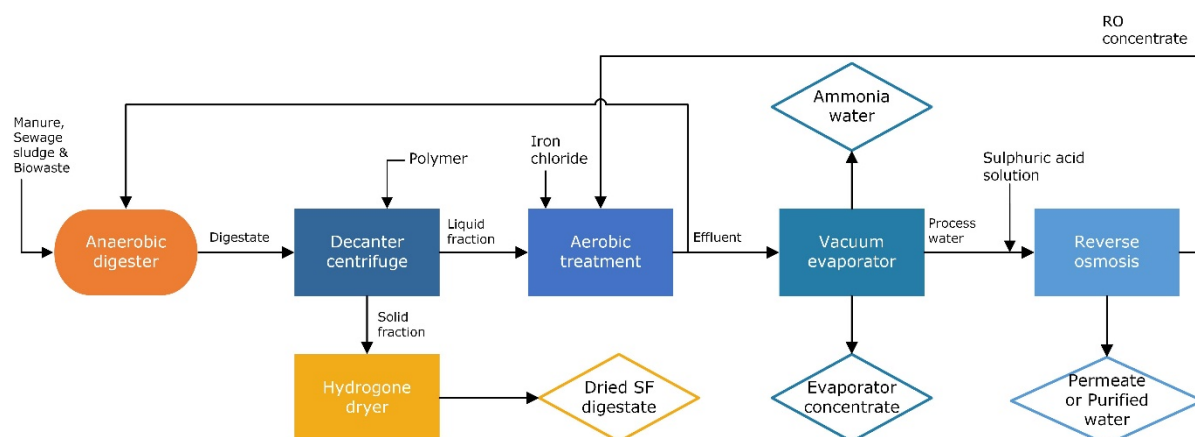 RO
concentrate
Ammonia
water
Manure,
Sewage
sludge &
Biowaste
Iron
chloride
Polymer
Sulphuric acid
solution
Anaerobic
digester
Digestate
Decanter
centrifuge
Liquid
fraction
Aerobic
treatment
Effluent
Vacuum
evaporator
Process
water
Reverse
osmosis
Solid
fraction
Hydrogone
dryer
Dried SF
digestate
Evaporator
concentrate
Permeate
or Purified
water